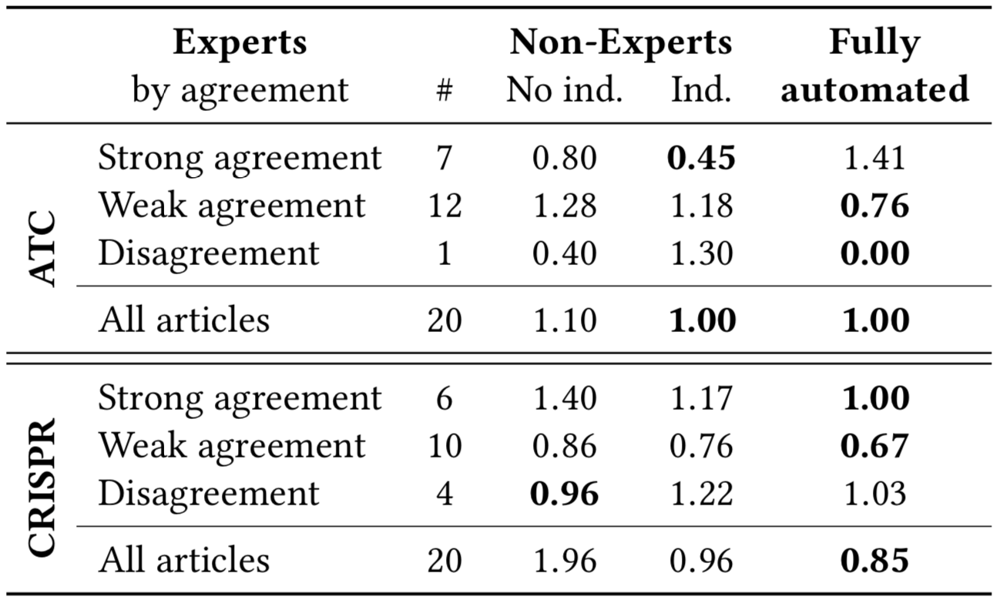 Experts Non-Experts Fully
by agreement # No ind. Ind. automated
ATC
Strong agreement 7 0.80 0.45 1.41
Weak agreement 12 1.28 1.18 0.76
Disagreement 1 0.40 1.30 0.00
All articles 20 1.10 1.00 1.00
CRISPR
Strong agreement 6 1.40 1.17 1.00
Weak agreement 10 0.86 0.76 0.67
Disagreement 4 0.96 1.22 1.03
All articles 20 1.96 0.96 0.85